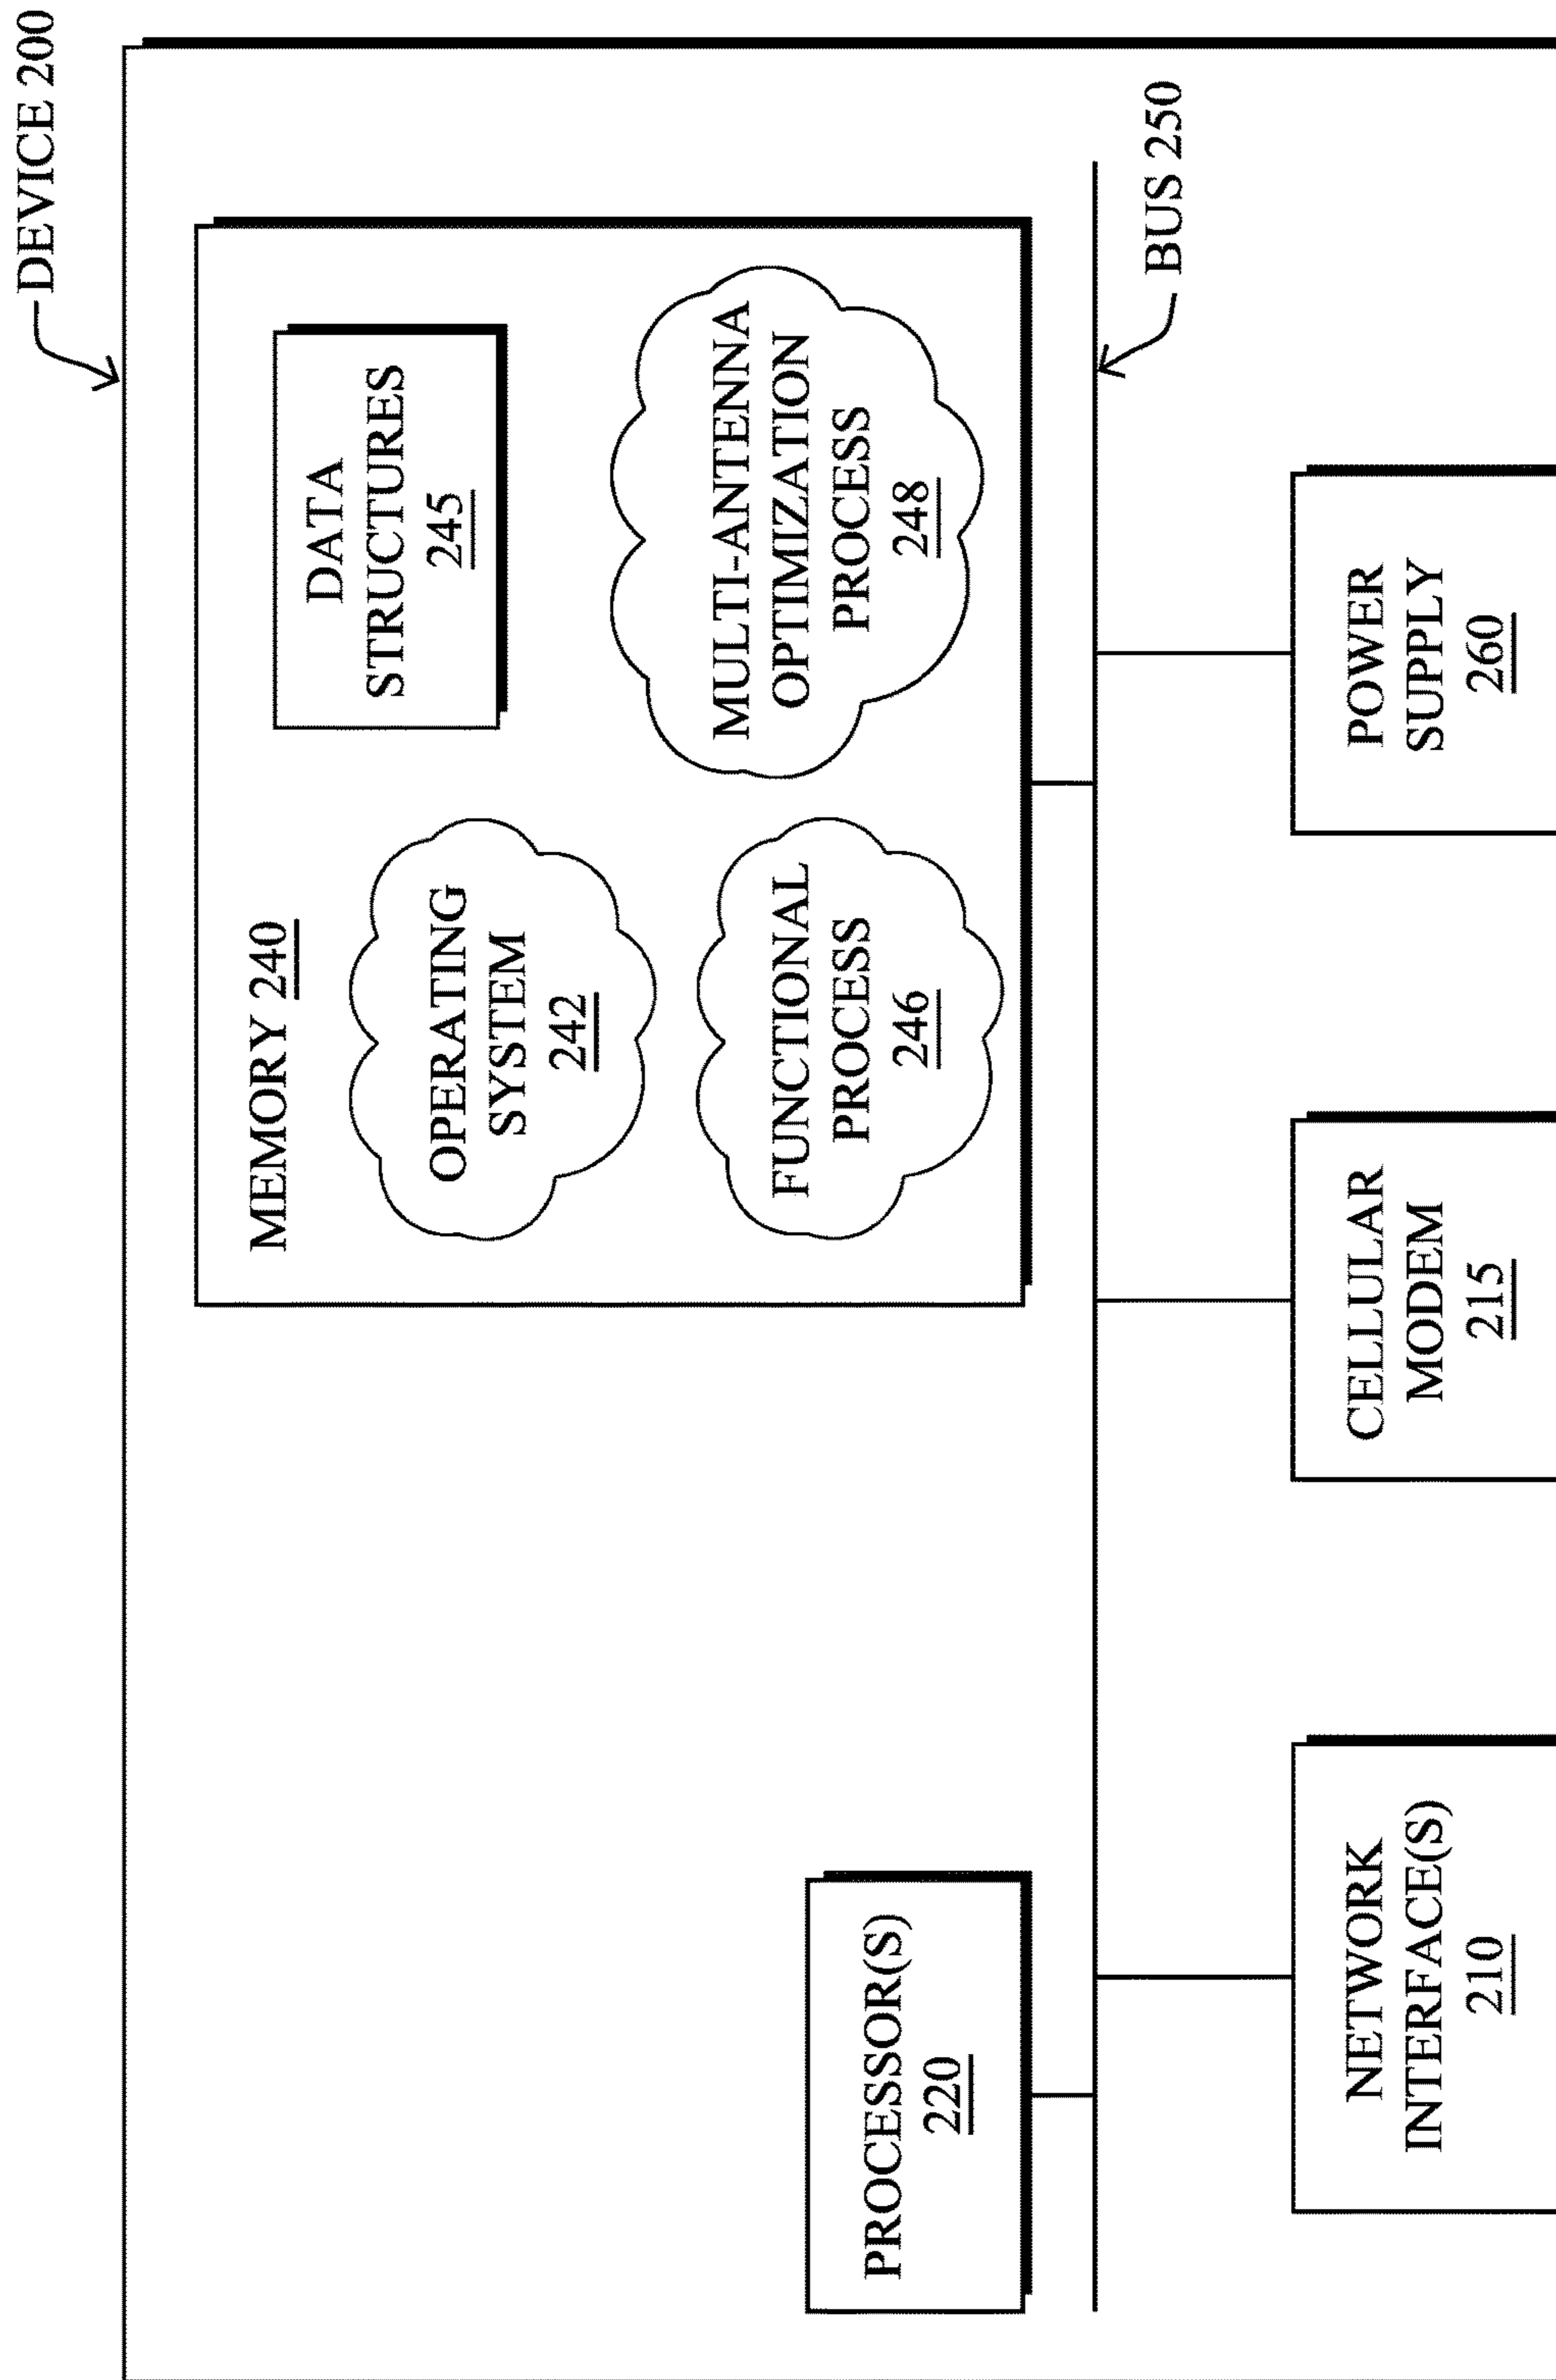 DEVICE 200
MEMORY 240
OPERATING
SYSTEM
242
DATA
STRUCTURES
245
FUNCTIONAL
PROCESS
246
MULTI-ANTENNA
OPTIMIZATION
PROCESS
248
PROCESSOR(S)
220
BUS 250
NETWORK
INTERFACE(S)
210
CELLULAR
MODEM
215
POWER
SUPPLY
260